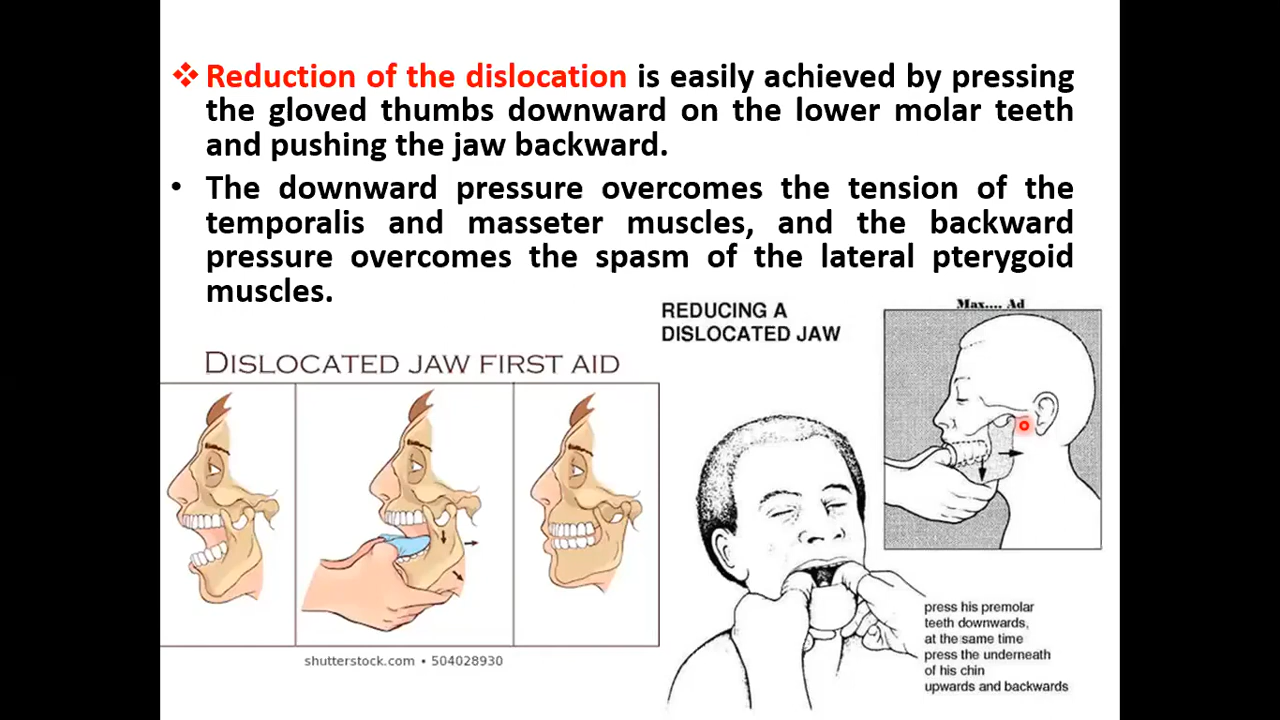 ❖ Reduction of the dislocation is easily achieved by pressing
the gloved thumbs downward on the lower molar teeth
and pushing the jaw backward.
• The downward pressure overcomes the tension of the
temporalis and masseter muscles, and the backward
pressure overcomes the spasm of the lateral pterygoid
muscles.
DISLOCATED JAW FIRST AID
shutterstock.com • 504028930
REDUCING A
DISLOCATED JAW
Max.... Ad
press his premolar
teeth downwards,
at the same time
press the underneath
of his chin
upwards and backwards